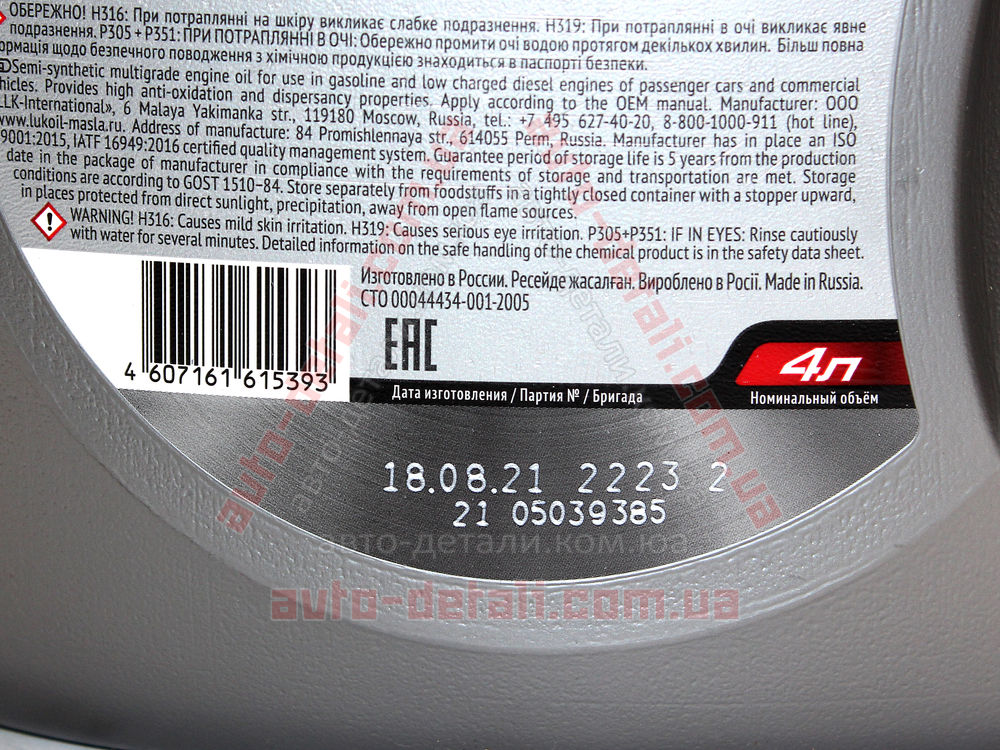 ОБЕРЕЖНО! H316: При потраплянні на шкіру викликає слабке подразнення. H319: При потраплянні в очі викликає явне
подразнення. P305 + P351: ПРИ ПОТРАПЛЯННІ В ОЧІ: Обережно промити очі водою протягом декількох хвилин. Більш повна
ормація щодо безпечного поводження з хімічною продукцією знаходиться в паспорті безпеки.
Semi-synthetic multigrade engine oil for use in gasoline and low charged diesel engines of passenger cars and commercial
hicles. Provides high anti-oxidation and dispersancy properties. Apply according to the OEM manual. Manufacturer: OOO
LLK-International», 6 Malaya Yakimanka str., 119180 Moscow, Russia, tel.: +7 495 627-40-20, 8-800-1000-911 (hot line),
ww.lukoil-masla.ru. Address of manufacture: 84 Promishlennaya str., 614055 Perm, Russia. Manufacturer has in place an ISO
9001:2015, IATF 16949:2016 certified quality management system. Guarantee period of storage life is 5 years from the production
date in the package of manufacturer in compliance with the requirements of storage and transportation are met. Storage
conditions are according to GOST 1510–84. Store separately from foodstuffs in a tightly closed container with a stopper upward,
in places protected from direct sunlight, precipitation, away from open flame sources.
WARNING! H316: Causes mild skin irritation. H319: Causes serious eye irritation. P305+P351: IF IN EYES: Rinse cautiously
with water for several minutes. Detailed information on the safe handling of the chemical product is in the safety data sheet.
Изготовлено в России. Ресейде жасалған. Вироблено в Росії. Made in Russia.
СТО 00044434-001-2005
EAC
4 607161 615393
4л
Дата изготовления / Партия № / Бригада
Номинальный объём
18.08.21 2223 2
21 05039385
авто-детали.ком.юа
avto-detali.com.ua